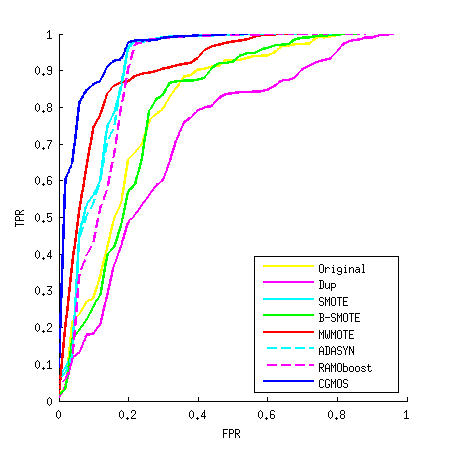 1
0.9
0.8
0.7
0.6
0.5
0.4
0.3
0.2
0.1
0
TPR
Original
Dup
SMOTE
B-SMOTE
MWMOTE
ADASYN
RAMOboost
CGMOS
0 0.2 0.4 0.6 0.8 1
FPR